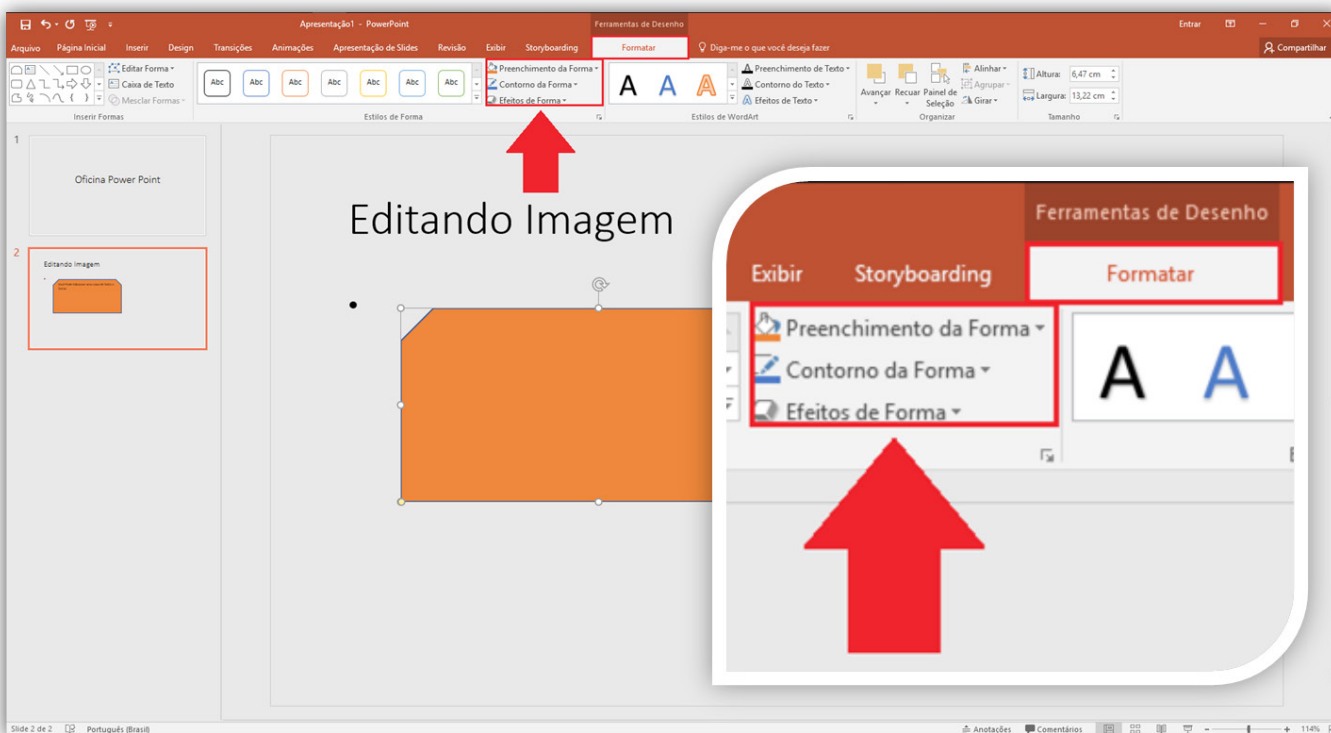 Apresentação1 - PowerPoint
Ferramentas de Desenho
Entrar
Arquivo Página Inicial Inserir Design Transições Animações Apresentação de Slides Revisão Exibir Storyboarding Formatar Diga-me o que você deseja fazer
Compartilhar
Editar Forma
Caixa de Texto
Mesclar Formas
Inserir Formas
Abc Abc Abc Abc Abc Abc Abc
Estilos de Forma
Preenchimento da Forma
Contorno da Forma
Efeitos de Forma
A A A
Estilos de WordArt
Preenchimento de Texto
Contorno do Texto
Efeitos de Texto
Avançar Recuar Painel de
Seleção
Alinhar
Agrupar
Girar
Organizar
Altura: 6,47 cm
Largura: 13,22 cm
Tamanho
1
Oficina Power Point
2
Editando Imagem
Editando Imagem
Ferramentas de Desenho
Exibir Storyboarding Formatar
Preenchimento da Forma
Contorno da Forma
Efeitos de Forma
A A
Slide 2 de 2 Português (Brasil)
Anotações Comentários 114%